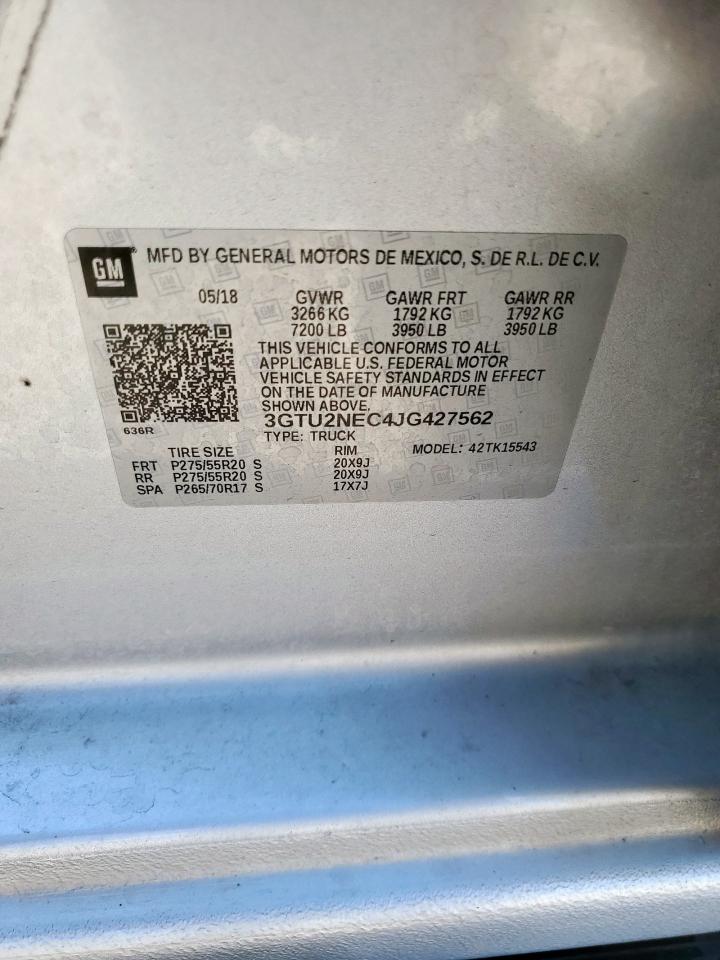 GM
MFD BY GENERAL MOTORS DE MEXICO, S. DE R.L. DE C.V.
05/18 GVWR GAWR FRT GAWR RR
3266 KG 1792 KG 1792 KG
7200 LB 3950 LB 3950 LB
THIS VEHICLE CONFORMS TO ALL
APPLICABLE U.S. FEDERAL MOTOR
VEHICLE SAFETY STANDARDS IN EFFECT
ON THE DATE OF MANUFACTURE
SHOWN ABOVE.
3GTU2NEC4JG427562
636R
TYPE: TRUCK MODEL: 42TK15543
TIRE SIZE RIM
FRT P275/55R20 S 20X9J
RR P275/55R20 S 20X9J
SPA P265/70R17 S 17X7J